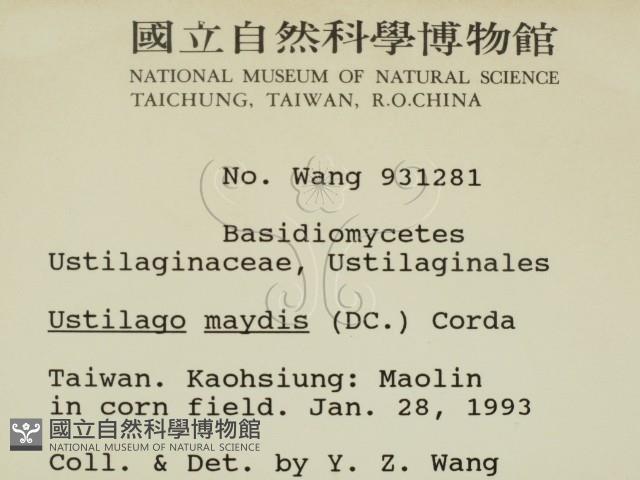 國立自然科學博物館
NATIONAL MUSEUM OF NATURAL SCIENCE
TAICHUNG, TAIWAN, R.O.CHINA
No. Wang 931281
Basidiomycetes
Ustilaginaceae, Ustilaginales
Ustilago maydis (DC.) Corda
Taiwan. Kaohsiung: Maolin
in corn field. Jan. 28, 1993
國立自然科學博物館
NATIONAL MUSEUM OF NATURAL SCIENCE
Coll. & Det. by Y. Z. Wang